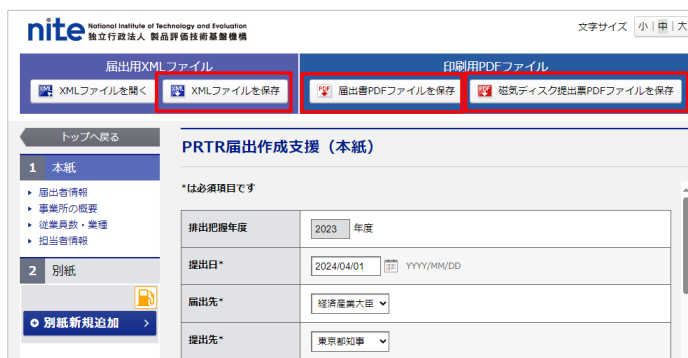 nite National Institute of Technology and Evaluation
独立行政法人 製品評価技術基盤機構
文字サイズ 小 中 大
届出用XMLファイル
印刷用PDFファイル
XMLファイルを開く
XMLファイルを保存
届出書PDFファイルを保存
磁気ディスク提出票PDFファイルを保存
トップへ戻る
1 本紙
届出者情報
事業所の概要
従業員数・業種
担当者情報
2 別紙
別紙新規追加
PRTR届出作成支援（本紙）
*は必須項目です
排出把握年度 2023 年度
提出日* 2024/04/01 YYYY/MM/DD
届出先* 経済産業大臣
提出先* 東京都知事